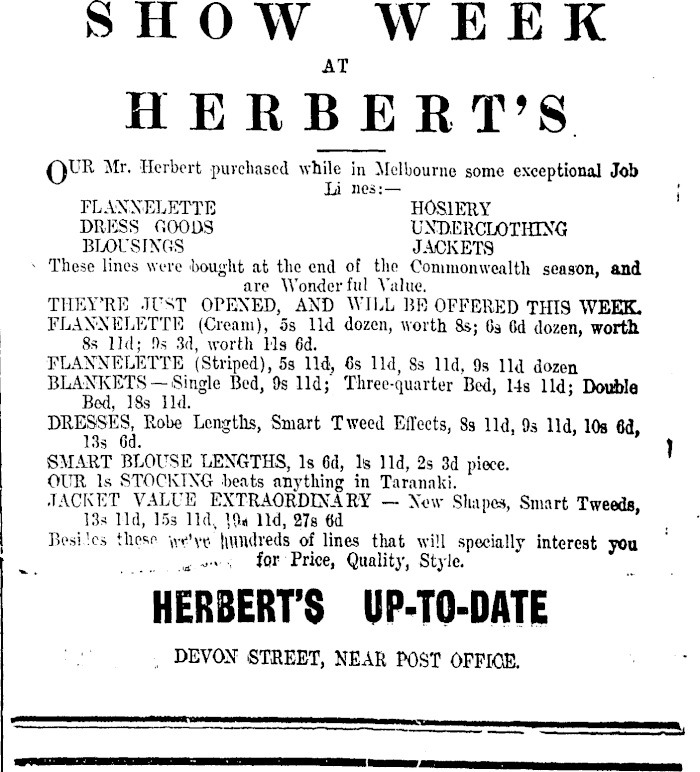 SHOW WEEK
AT
HERBERT'S.
OUR Mr. Herbert purchased while in Melbourne some exceptional Job
Lines:—
FLANNELETTE HOSIERY
DRESS GOODS UNDERCLOTHING
BLOUSINGS JACKETS
These lines were bought at the end of the Commonwealth season, and
are Wonderful Value.
THEY'RE JUST OPENED, AND WILL BE OFFERED THIS WEEK.
FLANNELETTE (Cream), 5s 11d dozen, worth 8s; 6s 6d dozen, worth
8s 11d; 9s 3d, worth 11s 6d.
FLANNELETTE (Striped), 5s 11d, 6s 11d, 8s 11d, 9s 11d dozen
BLANKETS—Single Bed, 9s 11d; Three-quarter Bed, 14s 11d; Double
Bed, 18s 11d.
DRESSES, Robe Lengths, Smart Tweed Effects, 8s 11d, 9s 11d, 10s 6d,
13s 6d.
SMART BLOUSE LENGTHS, 1s 6d, 1s 11d, 2s 3d piece.
OUR 1s STOCKING beats anything in Taranaki.
JACKET VALUE EXTRAORDINARY — New Shapes, Smart Tweeds,
13s 11d, 15s 11d, 19s 11d, 27s 6d
Besides these we've hundreds of lines that will specially interest you
for Price, Quality, Style.
HERBERT'S UP-TO-DATE
DEVON STREET, NEAR POST OFFICE.